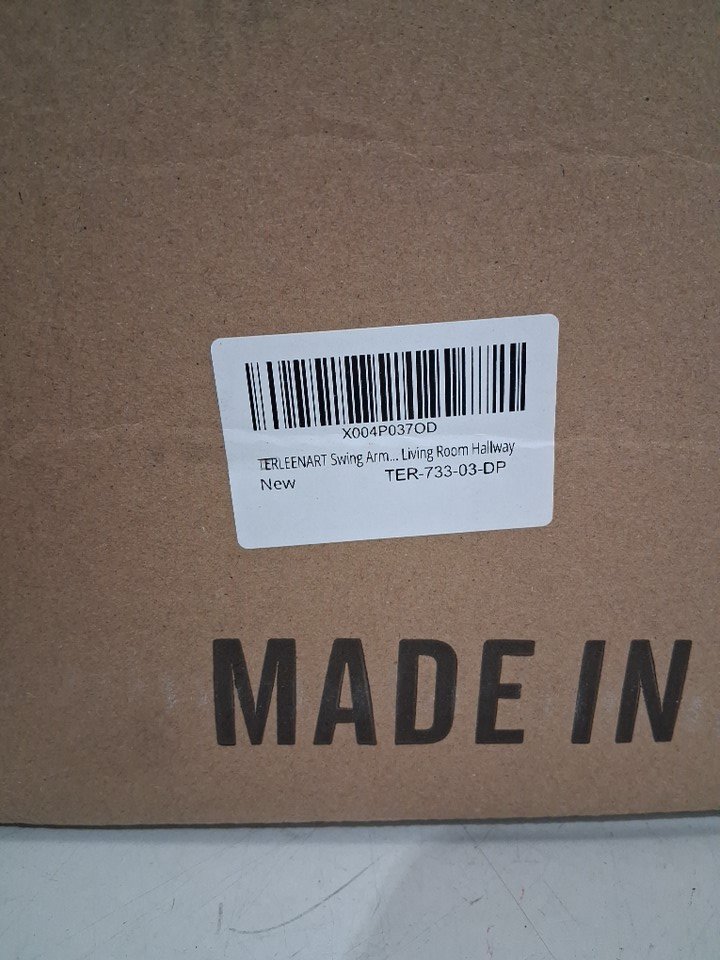 X004P037OD
TERLEENART Swing Arm... Living Room Hallway
New TER-733-03-DP
MADE IN